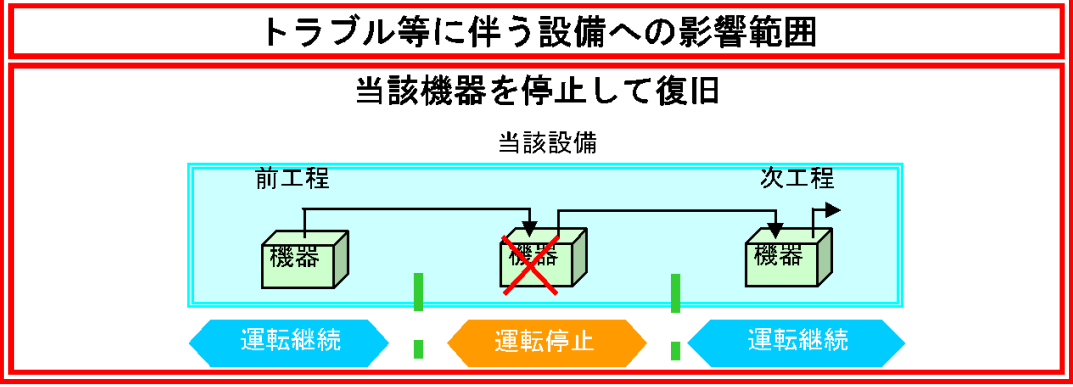 トラブル等に伴う設備への影響範囲
当該機器を停止して復旧
当該設備
前工程
次工程
機器
機器
機器
運転継続
運転停止
運転継続